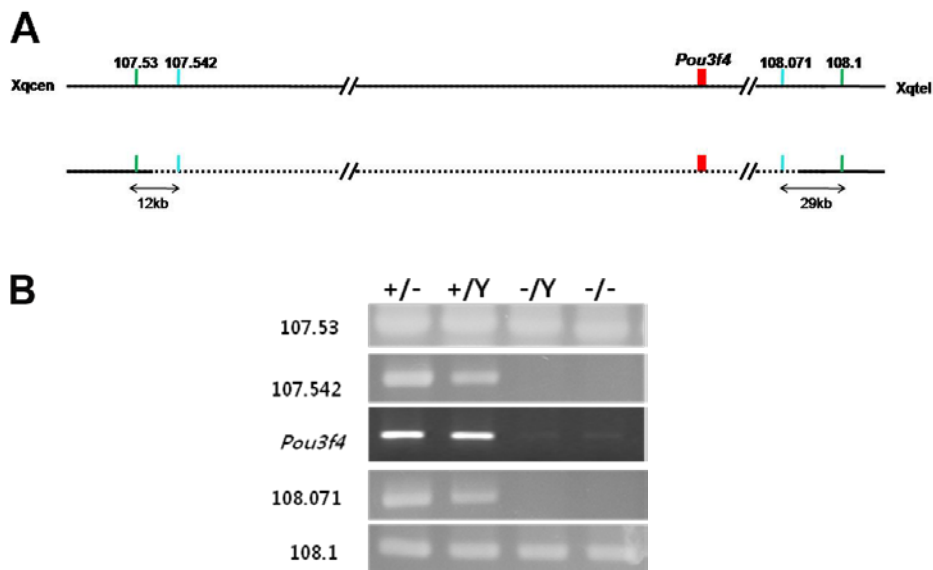 A
107.53 107.542 Pou3f4 108.071 108.1
Xqcen Xqtel
12kb 29kb
B
+/- +/Y -/Y -/-
107.53
107.542
Pou3f4
108.071
108.1